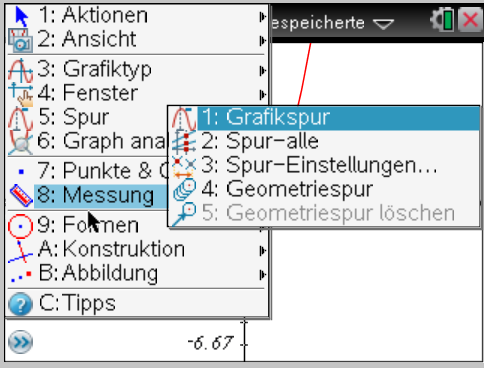 1: Aktionen
2: Ansicht
3: Grafiktyp
4: Fenster
5: Spur
6: Graph ana
7: Punkte &
8: Messung
9: Formen
A: Konstruktion
B: Abbildung
C: Tipps
espeicherte
1: Grafikspur
2: Spur-alle
3: Spur-Einstellungen...
4: Geometriespur
5: Geometriespur löschen
-6.67